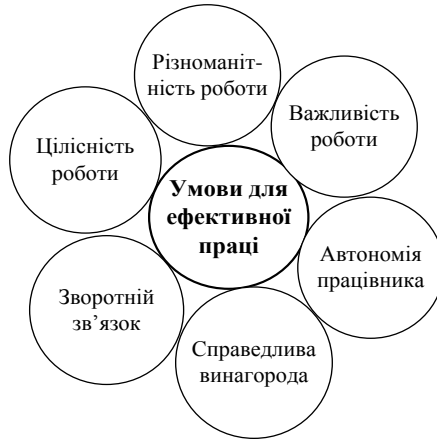 Різноманіт-
ність роботи
Важливість
роботи
Цілісність
роботи
Умови для
ефективної
праці
Автономія
працівника
Зворотній
зв’язок
Справедлива
винагорода